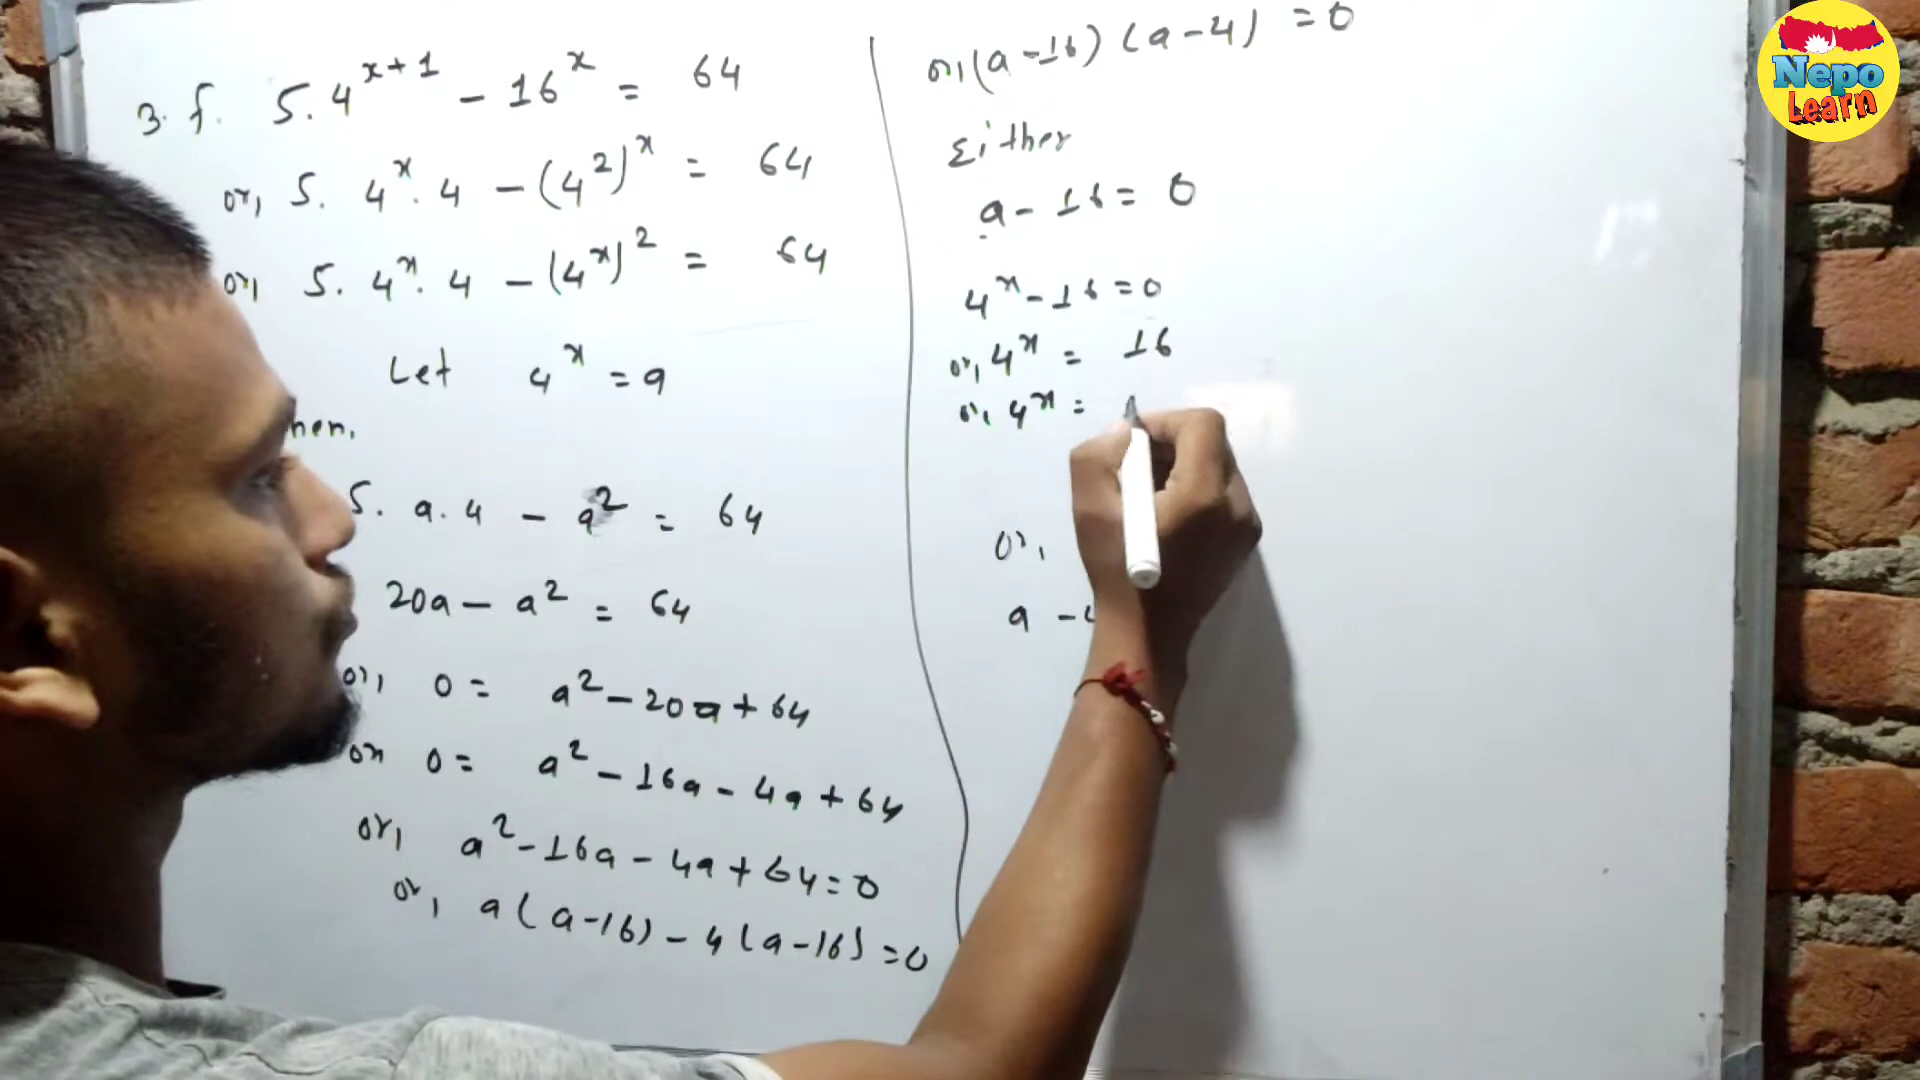 3. f. 5. 4^{x+1} - 16^x = 64
or, 5. 4^x. 4 - (4^2)^x = 64
or, 5. 4^x. 4 - (4^x)^2 = 64
Let 4^x = a
hen,
5. a. 4 - a^2 = 64
20a - a^2 = 64
or, 0 = a^2 - 20a + 64
or 0 = a^2 - 16a - 4a + 64
or, a^2 - 16a - 4a + 64 = 0
or, a(a-16) - 4(a-16) = 0
or, (a-16) (a-4) = 0
Either
a - 16 = 0
4^x - 16 = 0
or, 4^x = 16
or, 4^x =
or,
a -
Nepo
Learn